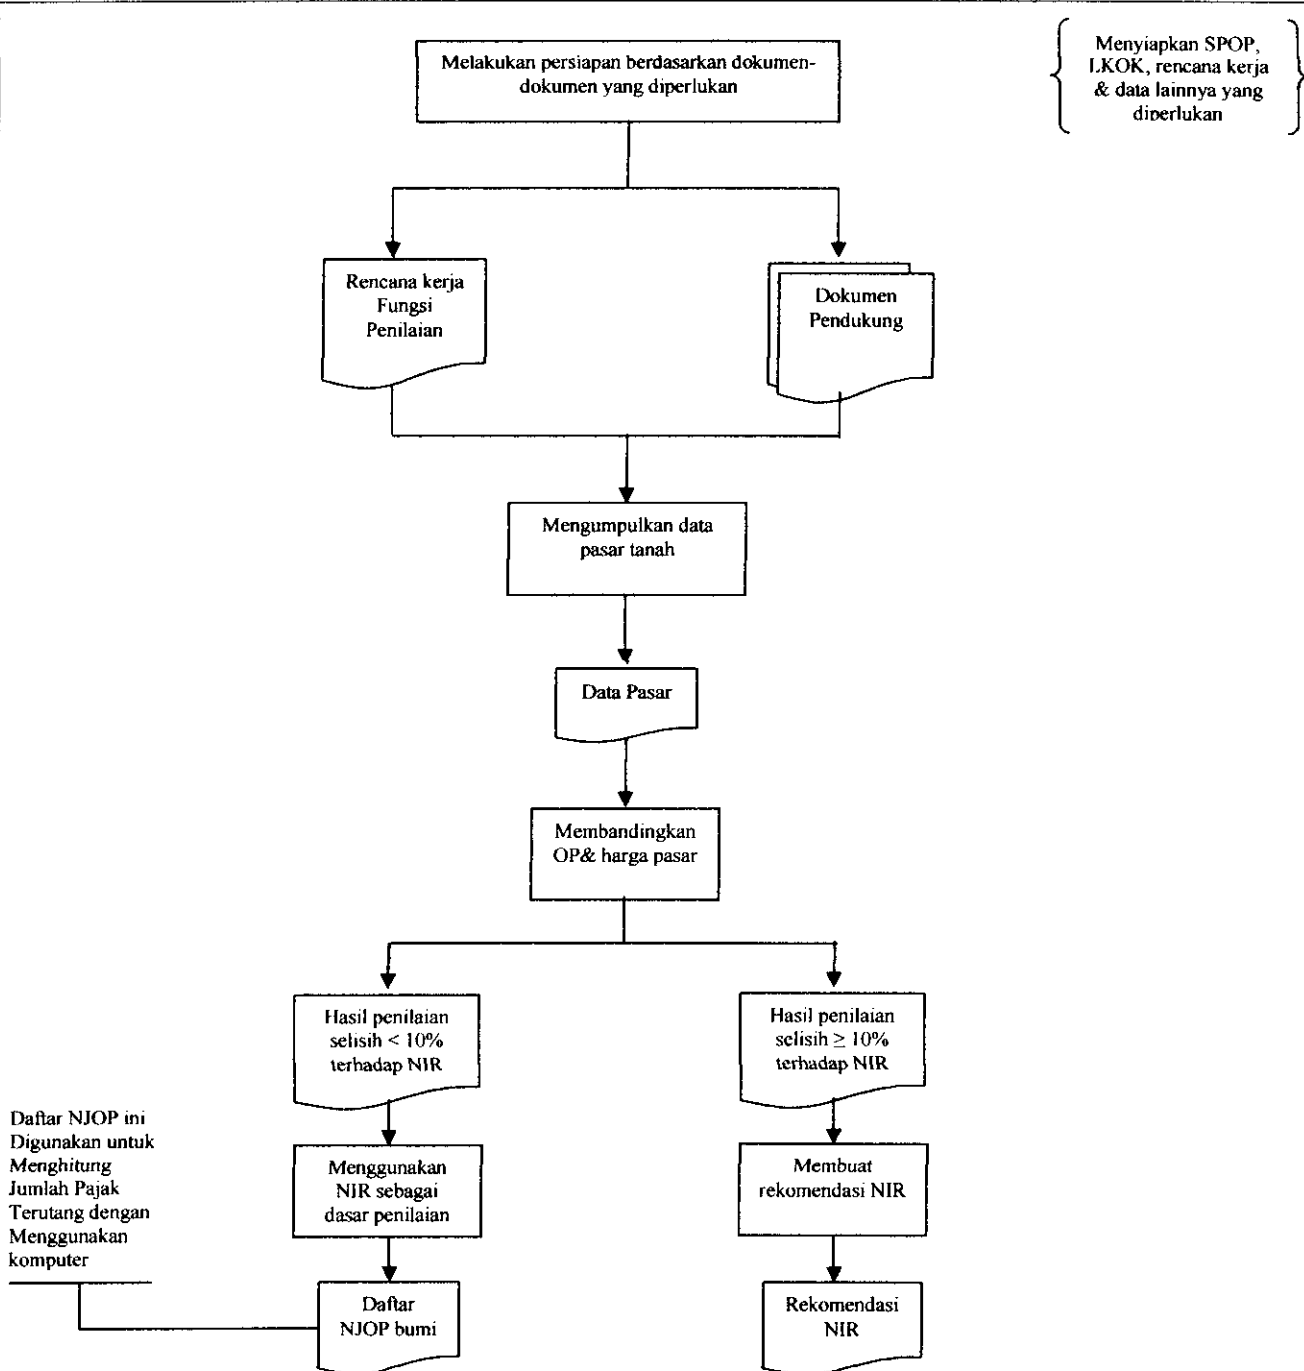 Melakukan persiapan berdasarkan dokumen-
dokumen yang diperlukan
Menyiapkan SPOP,
LKOK, rencana kerja
& data lainnya yang
diperlukan
Rencana kerja
Fungsi
Penilaian
Dokumen
Pendukung
Mengumpulkan data
pasar tanah
Data Pasar
Membandingkan
OP& harga pasar
Hasil penilaian
selisih < 10%
terhadap NIR
Hasil penilaian
selisih ≥ 10%
terhadap NIR
Daftar NJOP ini
Digunakan untuk
Menghitung
Jumlah Pajak
Terutang dengan
Menggunakan
komputer
Menggunakan
NIR sebagai
dasar penilaian
Membuat
rekomendasi NIR
Daftar
NJOP bumi
Rekomendasi
NIR